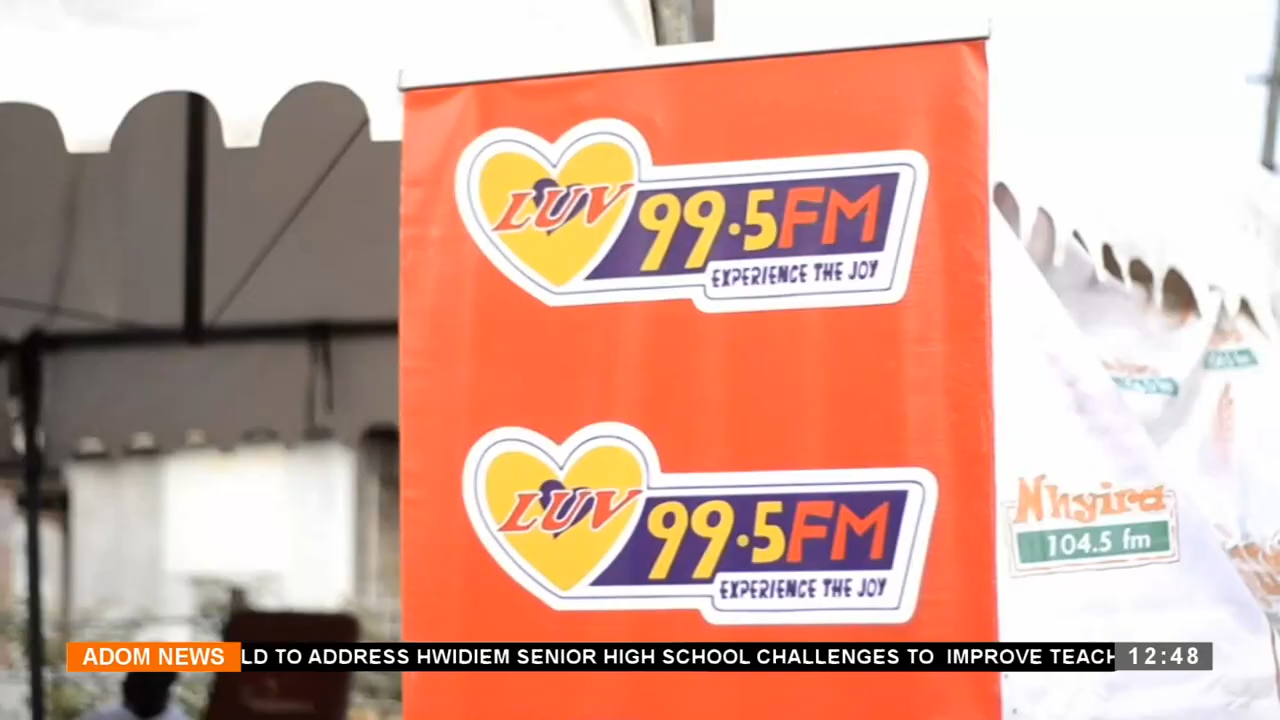 LUV 99.5FM
EXPERIENCE THE JOY
LUV 99.5FM
EXPERIENCE THE JOY
Nhyira
104.5 fm
ADOM NEWS
LD TO ADDRESS HWIDIEM SENIOR HIGH SCHOOL CHALLENGES TO IMPROVE TEACH
12:48